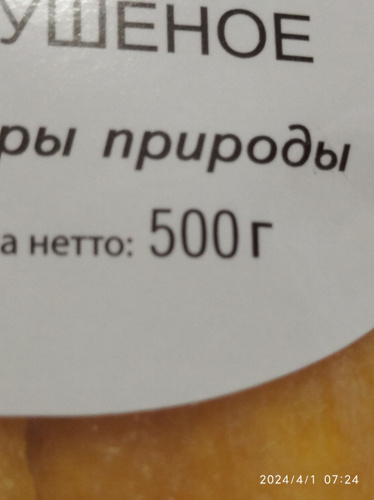 УШЕНОЕ
ры природы
а нетто: 500 г
2024/4/1 07:24